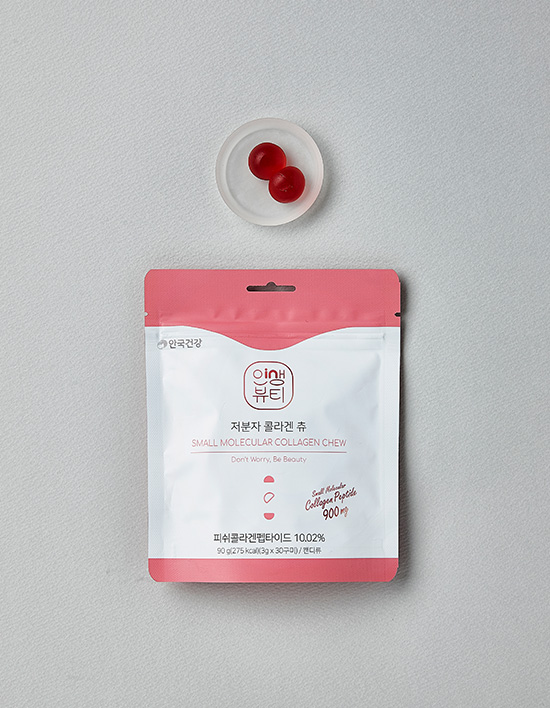 안국건강
인생
뷰티
저분자 콜라겐 츄
SMALL MOLECULAR COLLAGEN CHEW
Don't Worry, Be Beauty
Small Molecular
Collagen Peptide
900mg
피쉬콜라겐펩타이드 10.02%
90 g(275 kcal)(3g x 30구미) / 캔디류